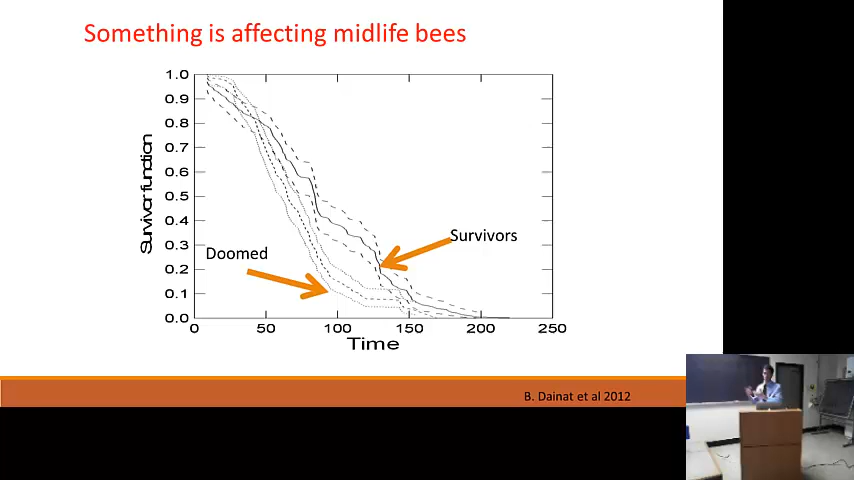 Something is affecting midlife bees
1.0
0.9
0.8
0.7
0.6
0.5
0.4
0.3
0.2
0.1
0.0
Survivor function
Doomed
Survivors
0 50 100 150 200 250
Time
B. Dainat et al 2012